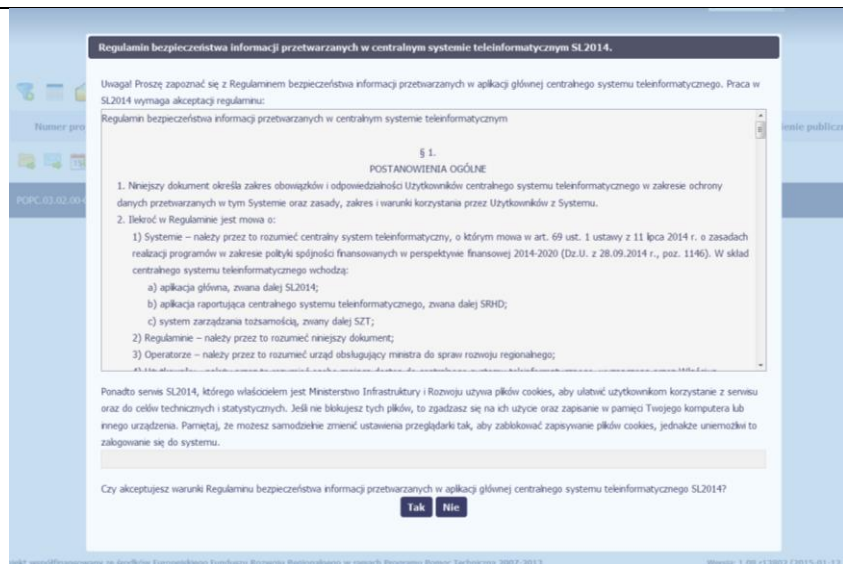 Regulamin bezpieczeństwa informacji przetwarzanych w centralnym systemie teleinformatycznym SL2014.
Uwaga! Proszę zapoznać się z Regulaminem bezpieczeństwa informacji przetwarzanych w aplikacji głównej centralnego systemu teleinformatycznego. Praca w
SL2014 wymaga akceptacji regulaminu:
Regulamin bezpieczeństwa informacji przetwarzanych w centralnym systemie teleinformatycznym
§ 1.
POSTANOWIENIA OGÓLNE
1. Niniejszy dokument określa zakres obowiązków i odpowiedzialności Użytkowników centralnego systemu teleinformatycznego w zakresie ochrony
danych przetwarzanych w tym Systemie oraz zasady, zakres i warunki korzystania przez Użytkowników z Systemu.
2. Ilekroć w Regulaminie jest mowa o:
1) Systemie – należy przez to rozumieć centralny system teleinformatyczny, o którym mowa w art. 69 ust. 1 ustawy z 11 lipca 2014 r. o zasadach
realizacji programów w zakresie polityki spójności finansowanych w perspektywie finansowej 2014-2020 (Dz.U. z 28.09.2014 r., poz. 1146). W skład
centralnego systemu teleinformatycznego wchodzą:
a) aplikacja główna, zwana dalej SL2014;
b) aplikacja raportująca centralnego systemu teleinformatycznego, zwana dalej SRHD;
c) system zarządzania tożsamością, zwany dalej SZT;
2) Regulaminie – należy przez to rozumieć niniejszy dokument;
3) Operatorze – należy przez to rozumieć urząd obsługujący ministra do spraw rozwoju regionalnego;
Numer pro
ienie publiczn
POPC.03.02.00-
Ponadto serwis SL2014, którego właścicielem jest Ministerstwo Infrastruktury i Rozwoju używa plików cookies, aby ułatwić użytkownikom korzystanie z serwisu
oraz do celów technicznych i statystycznych. Jeśli nie blokujesz tych plików, to zgadzasz się na ich użycie oraz zapisanie w pamięci Twojego komputera lub
innego urządzenia. Pamiętaj, że możesz samodzielnie zmienić ustawienia przeglądarki tak, aby zablokować zapisywanie plików cookies, jednakże uniemożliwi to
zalogowanie się do systemu.
Czy akceptujesz warunki Regulaminu bezpieczeństwa informacji przetwarzanych w aplikacji głównej centralnego systemu teleinformatycznego SL2014?
Tak Nie